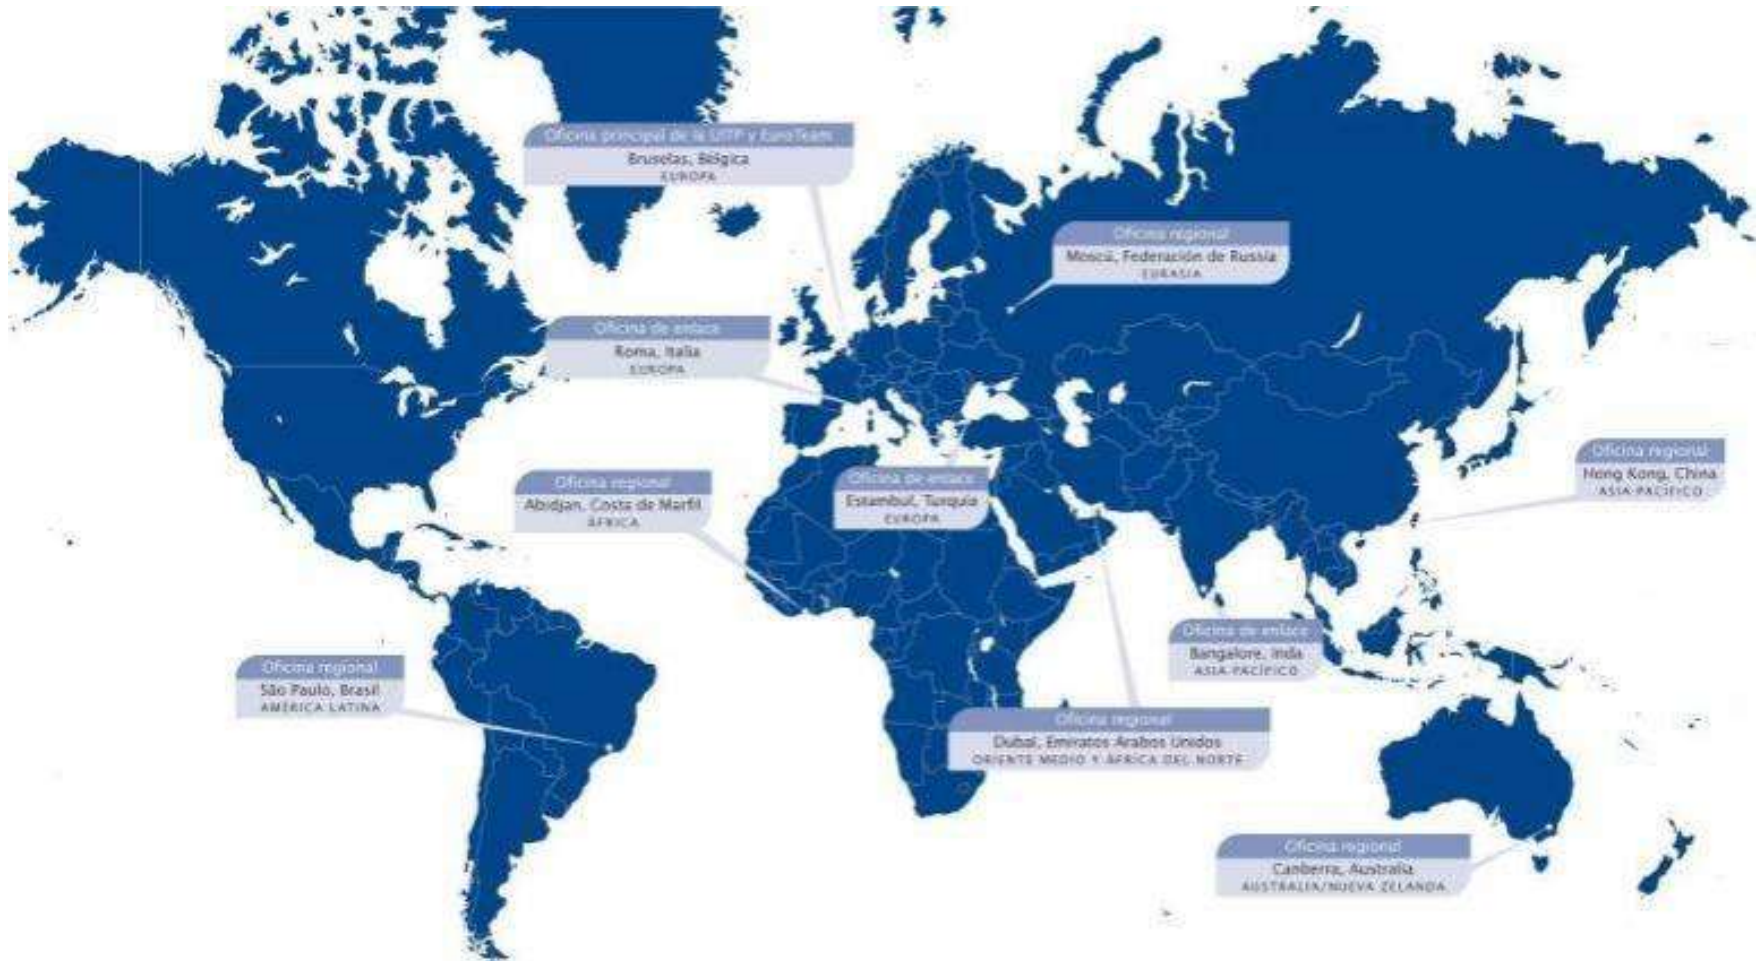 Oficina principal de la UITP y EuroTeam
Bruselas, Bélgica
EUROPA
Oficina regional
Moscú, Federación de Russia
EURASIA
Oficina de enlace
Roma, Italia
EUROPA
Oficina regional
Hong Kong, China
ASIA-PACÍFICO
Oficina regional
Abidjan, Costa de Marfil
ÁFRICA
Oficina de enlace
Estambul, Turquía
EUROPA
Oficina de enlace
Bangalore, Inda
ASIA-PACÍFICO
Oficina regional
São Paulo, Brasil
AMÉRICA LATINA
Oficina regional
Dubai, Emiratos Árabos Unidos
ORIENTE MEDIO Y ÁFRICA DEL NORTE
Oficina regional
Canberra, Australia
AUSTRALIA/NUEVA ZELANDA